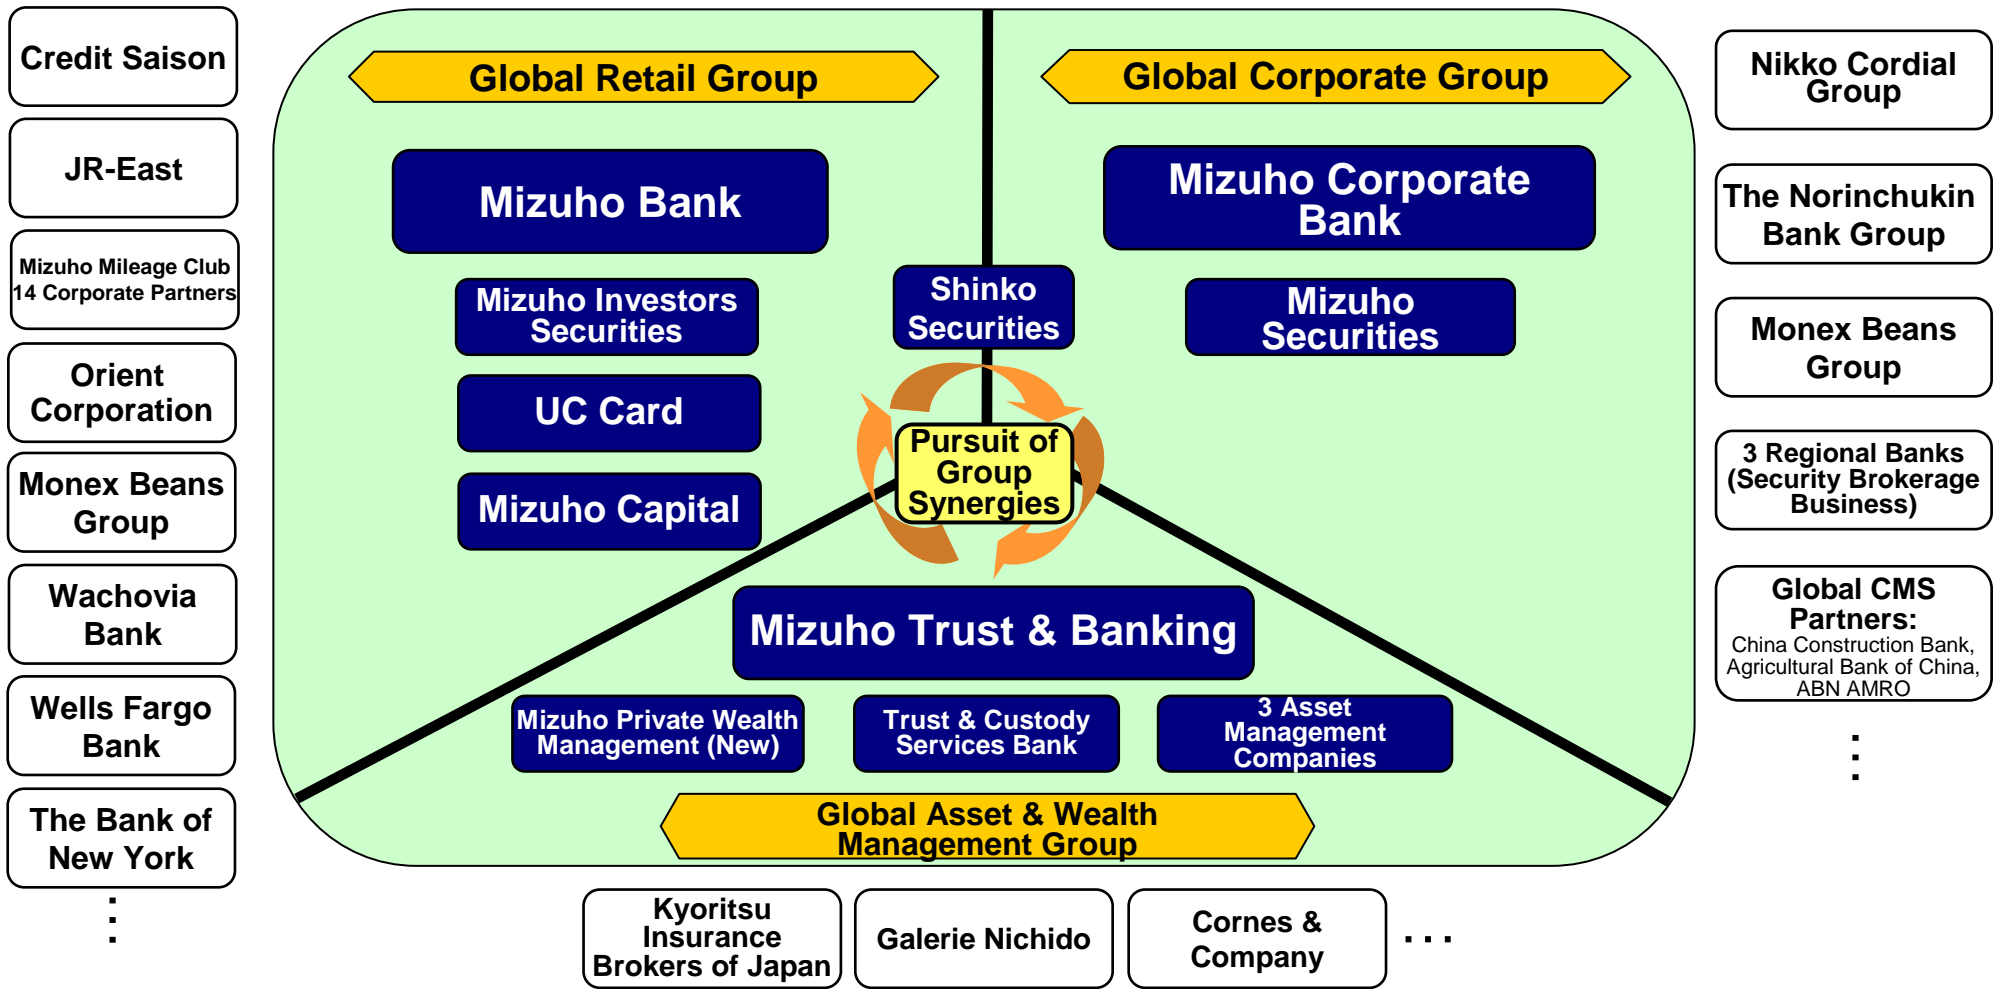 Credit Saison
JR-East
Mizuho Mileage Club
14 Corporate Partners
Orient
Corporation
Monex Beans
Group
Wachovia
Bank
Wells Fargo
Bank
The Bank of
New York
Global Retail Group
Mizuho Bank
Mizuho Investors
Securities
UC Card
Mizuho Capital
Shinko
Securities
Pursuit of
Group
Synergies
Global Corporate Group
Mizuho Corporate
Bank
Mizuho
Securities
Mizuho Trust & Banking
Mizuho Private Wealth
Management (New)
Trust & Custody
Services Bank
3 Asset
Management
Companies
Global Asset & Wealth
Management Group
Kyoritsu
Insurance
Brokers of Japan
Galerie Nichido
Cornes &
Company
Nikko Cordial
Group
The Norinchukin
Bank Group
Monex Beans
Group
3 Regional Banks
(Security Brokerage
Business)
Global CMS
Partners:
China Construction Bank,
Agricultural Bank of China,
ABN AMRO